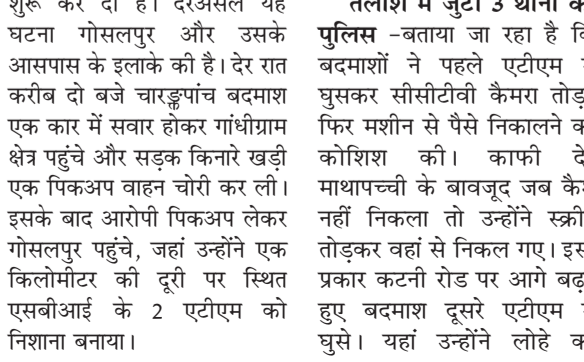 शुरू कर दी है। दरअसल यह
घटना गोसलपुर और उसके
आसपास के इलाके की है। देर रात
करीब दो बजे चारङ्कपांच बदमाश
एक कार में सवार होकर गांधीग्राम
क्षेत्र पहुंचे और सड़क किनारे खड़ी
एक पिकअप वाहन चोरी कर ली।
इसके बाद आरोपी पिकअप लेकर
गोसलपुर पहुंचे, जहां उन्होंने एक
किलोमीटर की दूरी पर स्थित
एसबीआई के 2 एटीएम को
निशाना बनाया।
तलाश में जुटी 3 थानों
पुलिस –बताया जा रहा है
बदमाशों ने पहले एटीएम
घुसकर सीसीटीवी कैमरा
फिर मशीन से पैसे निकालने
कोशिश की। काफी
माथापच्ची के बावजूद जब
नहीं निकला तो उन्होंने
तोड़कर वहां से निकल गए।
प्रकार कटनी रोड पर आगे
हुए बदमाश दूसरे एटीएम
घुसे। यहां उन्होंने लोहे